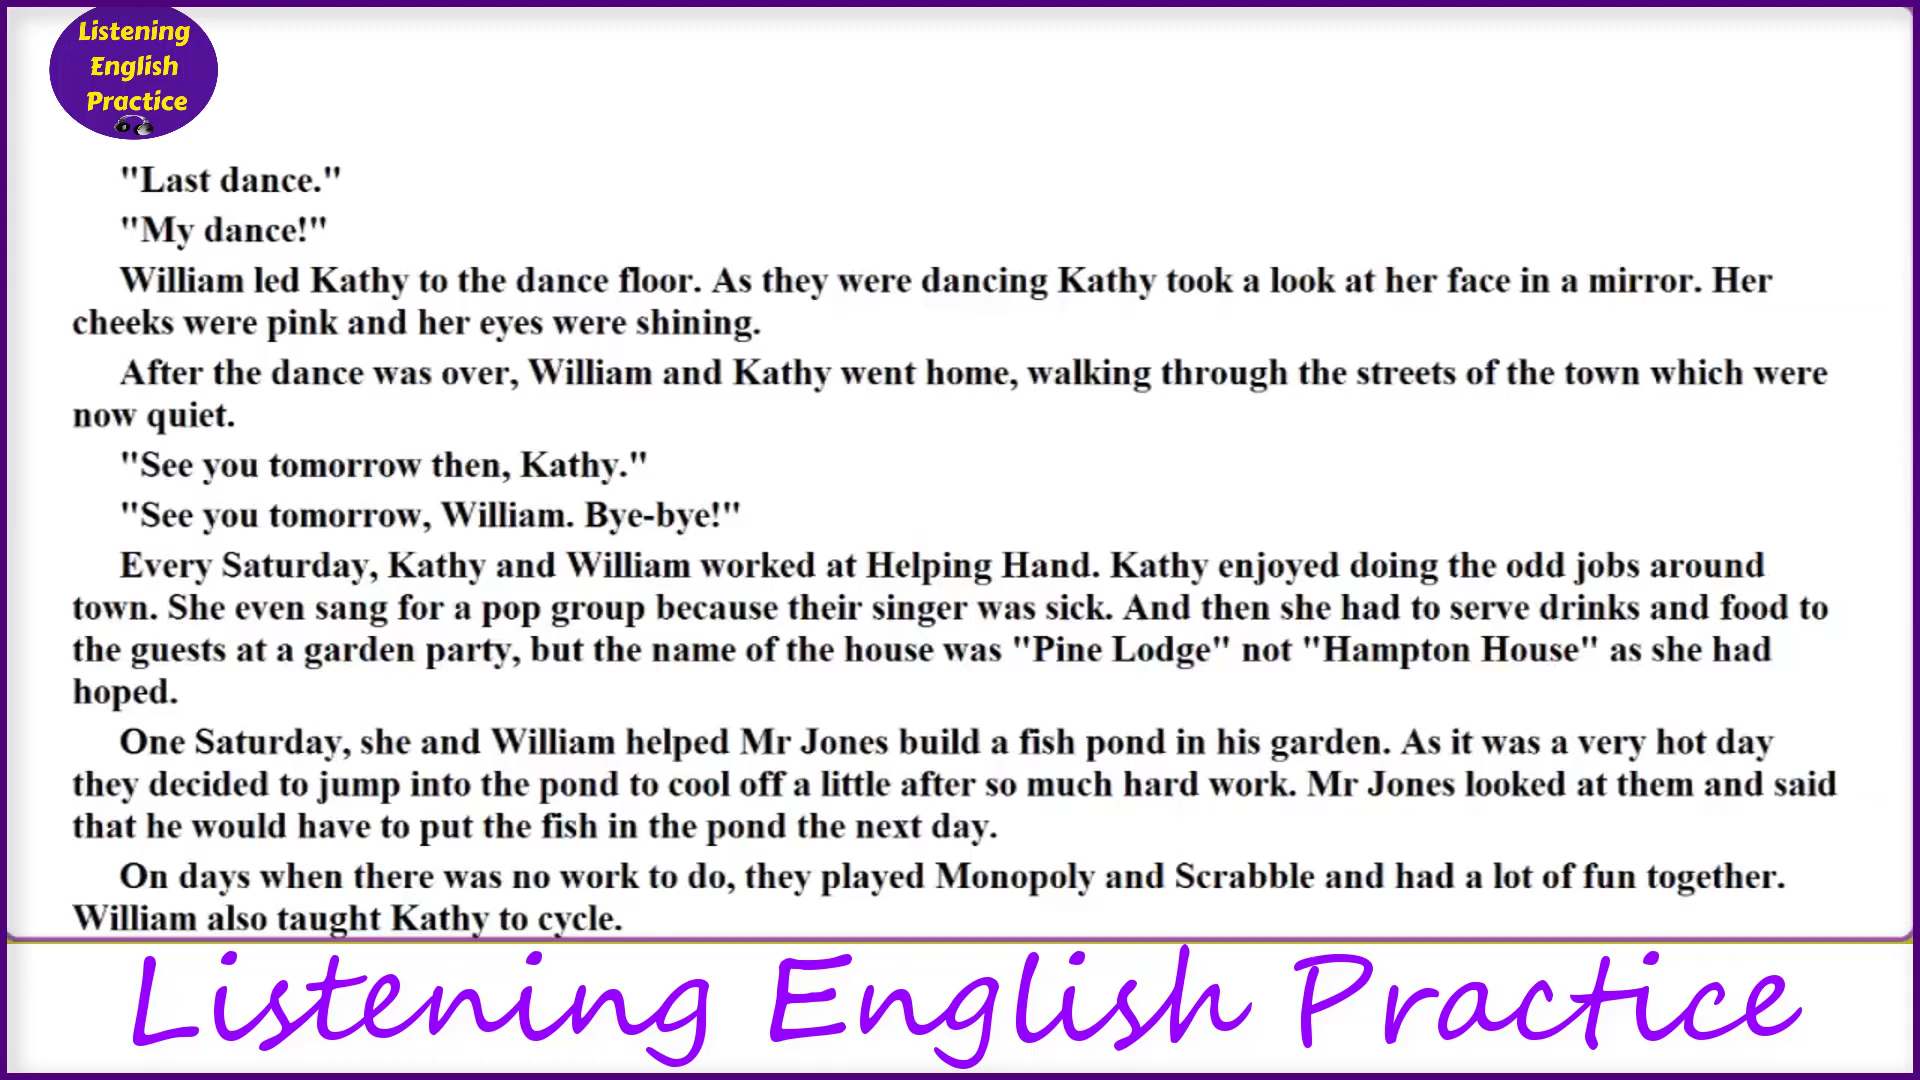 Listening
English
Practice
"Last dance."
"My dance!"
William led Kathy to the dance floor. As they were dancing Kathy took a look at her face in a mirror. Her
cheeks were pink and her eyes were shining.
After the dance was over, William and Kathy went home, walking through the streets of the town which were
now quiet.
"See you tomorrow then, Kathy."
"See you tomorrow, William. Bye-bye!"
Every Saturday, Kathy and William worked at Helping Hand. Kathy enjoyed doing the odd jobs around
town. She even sang for a pop group because their singer was sick. And then she had to serve drinks and food to
the guests at a garden party, but the name of the house was "Pine Lodge" not "Hampton House" as she had
hoped.
One Saturday, she and William helped Mr Jones build a fish pond in his garden. As it was a very hot day
they decided to jump into the pond to cool off a little after so much hard work. Mr Jones looked at them and said
that he would have to put the fish in the pond the next day.
On days when there was no work to do, they played Monopoly and Scrabble and had a lot of fun together.
William also taught Kathy to cycle.
Listening English Practice